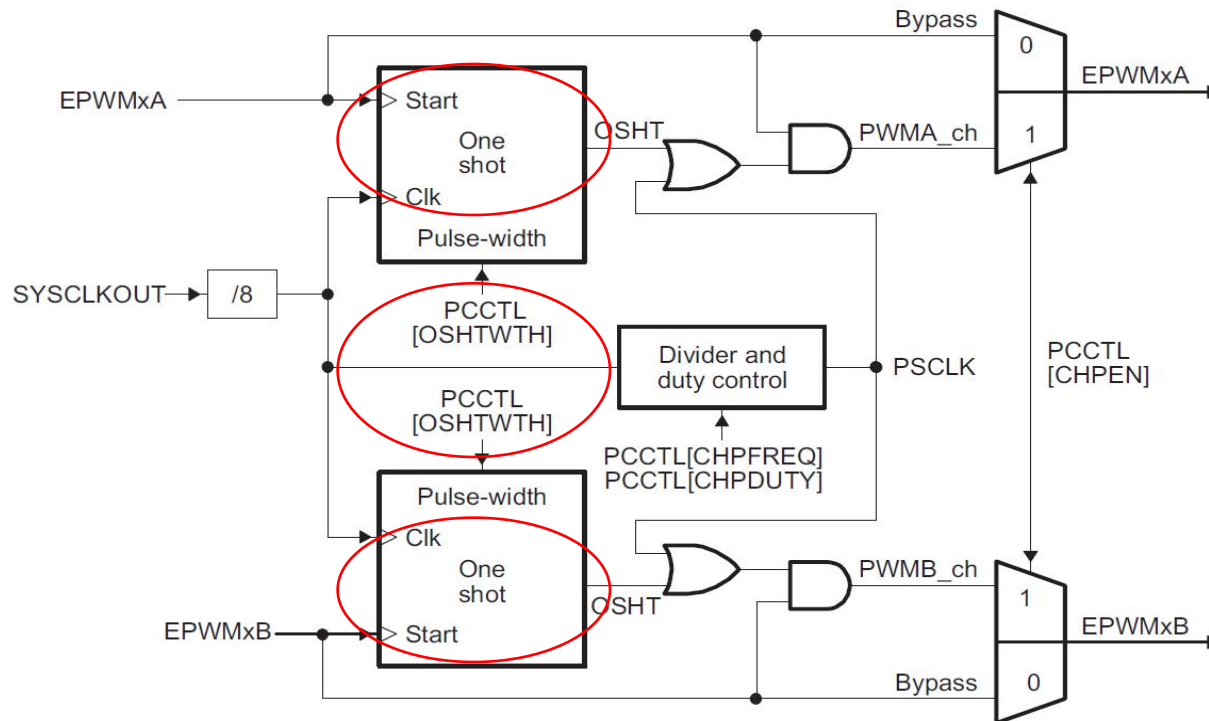 Bypass
0
EPWMxA
EPWMxA
Start
OSHT
PWMA_ch
One
shot
1
Clk
Pulse-width
SYSCLKOUT
/8
PCCTL
[OSHTWTH]
Divider and
duty control
PSCLK
PCCTL
[CHPEN]
PCCTL
[OSHTWTH]
PCCTL[CHPFREQ]
PCCTL[CHPDUTY]
Pulse-width
Clk
One
shot
OSHT
PWMB_ch
1
EPWMxB
Start
EPWMxB
Bypass
0